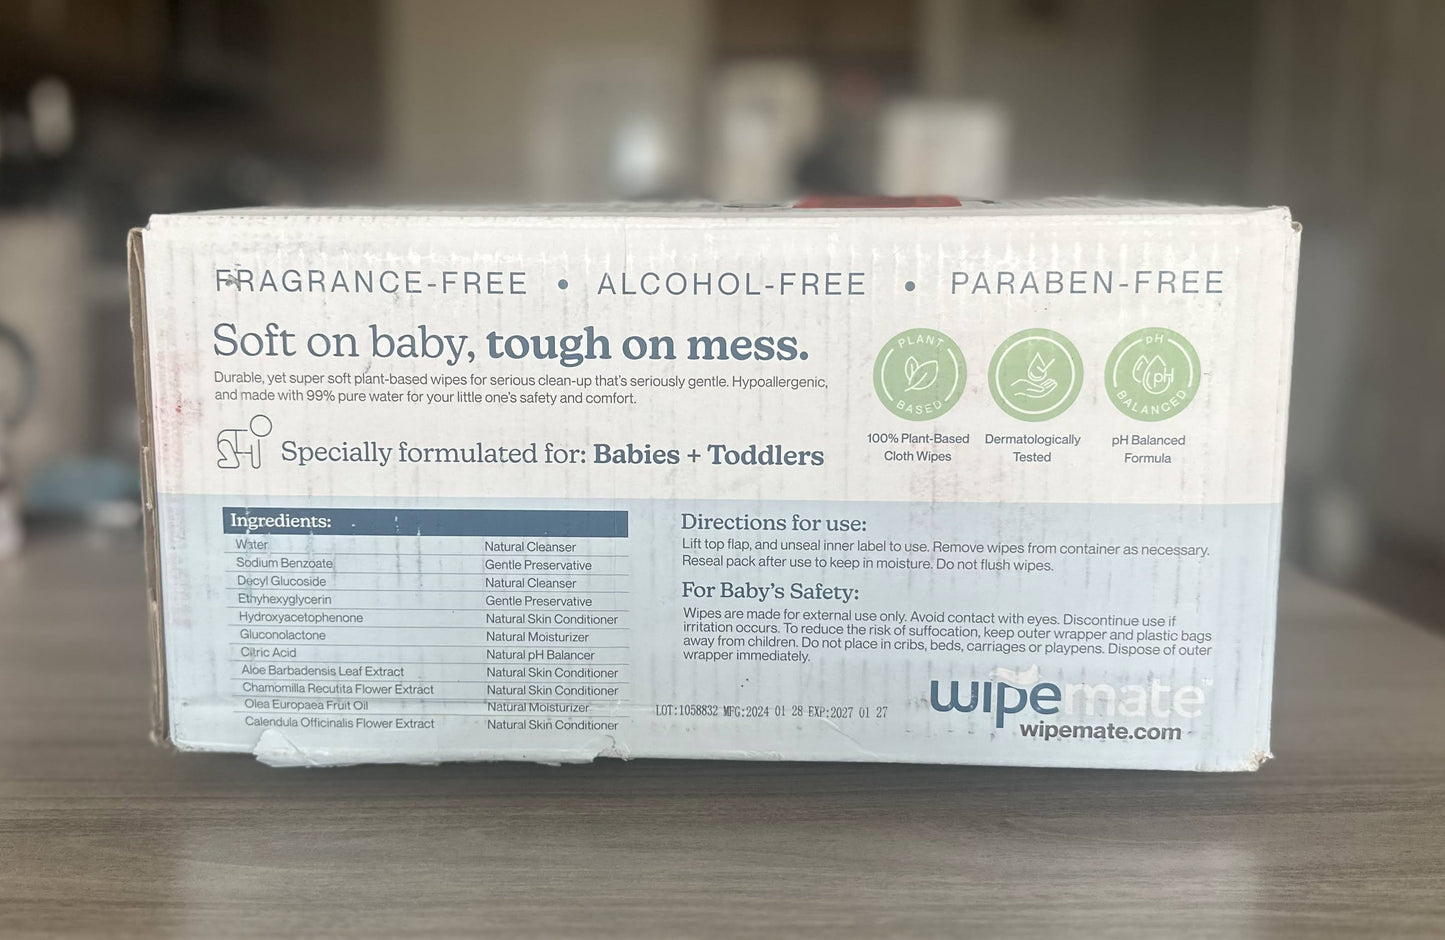 FRAGRANCE-FREE • ALCOHOL-FREE • PARABEN-FREE
Soft on baby, tough on mess.
Durable, yet super soft plant-based wipes for serious clean-up that's seriously gentle. Hypoallergenic,
and made with 99% pure water for your little one's safety and comfort.
Specially formulated for: Babies + Toddlers
PLANT
BASED
100% Plant-Based
Cloth Wipes
Dermatologically
Tested
pH
pH
BALANCED
pH Balanced
Formula
Ingredients:
Water Natural Cleanser
Sodium Benzoate Gentle Preservative
Decyl Glucoside Natural Cleanser
Ethyhexyglycerin Gentle Preservative
Hydroxyacetophenone Natural Skin Conditioner
Gluconolactone Natural Moisturizer
Citric Acid Natural pH Balancer
Aloe Barbadensis Leaf Extract Natural Skin Conditioner
Chamomilla Recutita Flower Extract Natural Skin Conditioner
Olea Europaea Fruit Oil Natural Moisturizer
Calendula Officinalis Flower Extract Natural Skin Conditioner
Directions for use:
Lift top flap, and unseal inner label to use. Remove wipes from container as necessary.
Reseal pack after use to keep in moisture. Do not flush wipes.
For Baby's Safety:
Wipes are made for external use only. Avoid contact with eyes. Discontinue use if
irritation occurs. To reduce the risk of suffocation, keep outer wrapper and plastic bags
away from children. Do not place in cribs, beds, carriages or playpens. Dispose of outer
wrapper immediately.
LOT:1058832 MFG:2024 01 28 EXP:2027 01 27
wipemate
wipemate.com